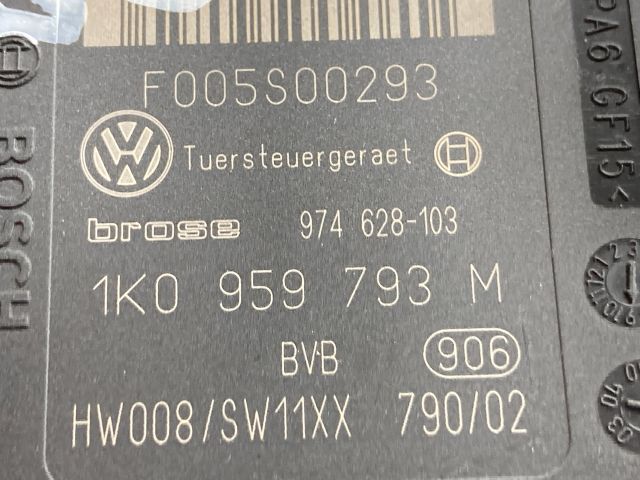 F005S00293
Tuersteuergeraet
brose 974 628-103
1K0 959 793 M
BVB 906
HW008/SW11XX 790/02
BOSCH
PA6 GF15<